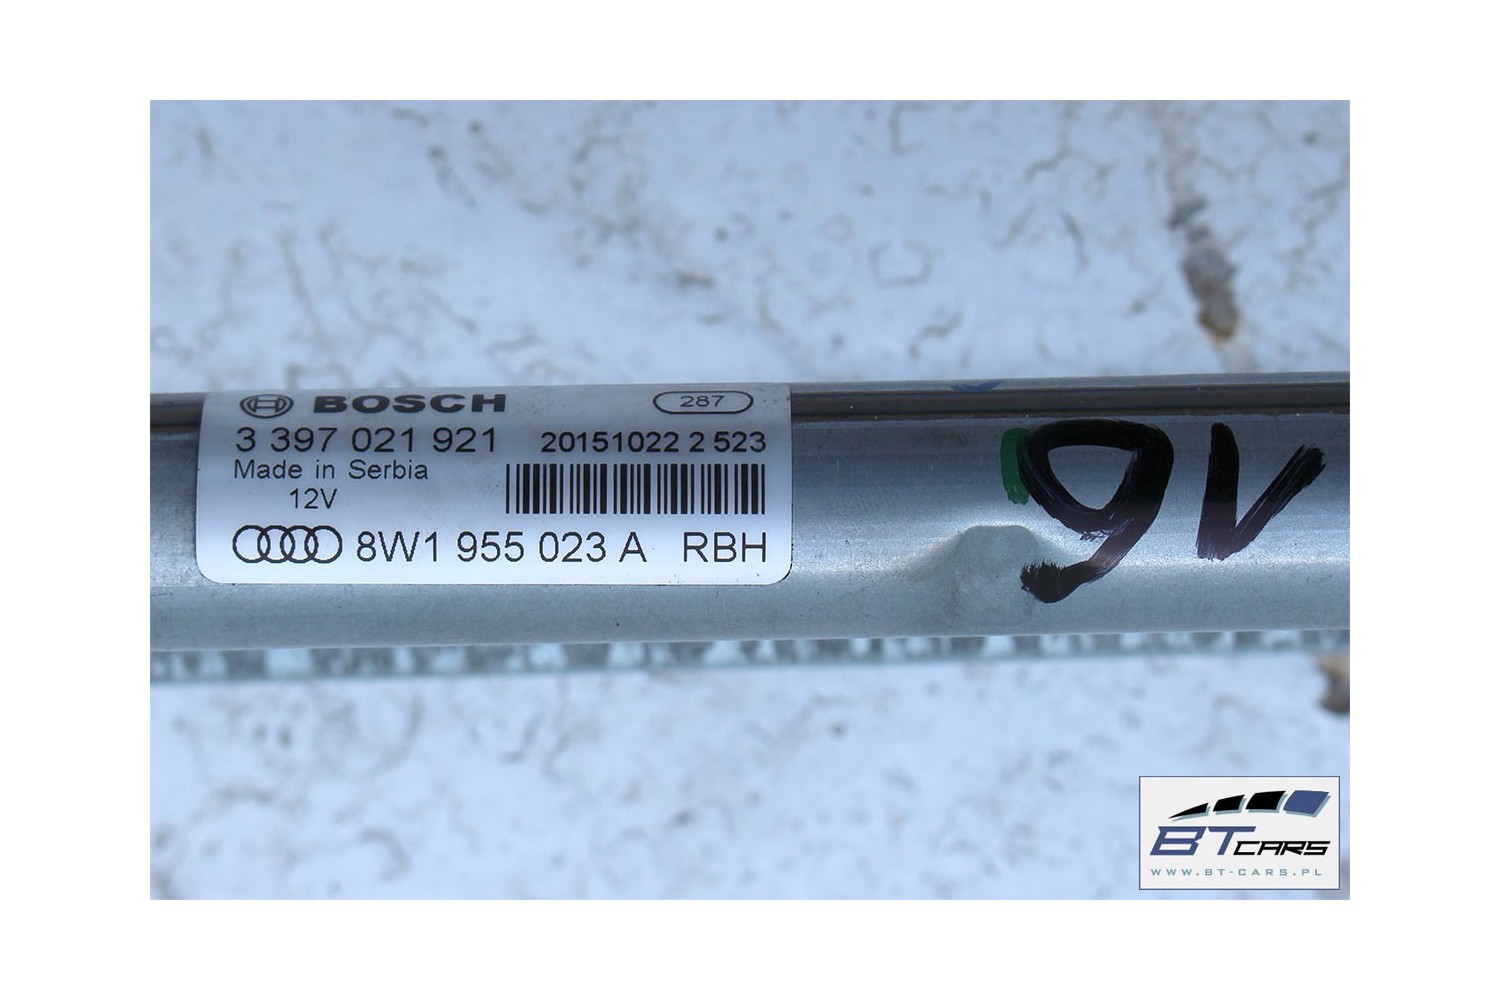 BOSCH 287
3 397 021 921 20151022 2 523
Made in Serbia
12V
8W1 955 023 A RBH
9V
BT CARS
WWW.BT-CARS.PL